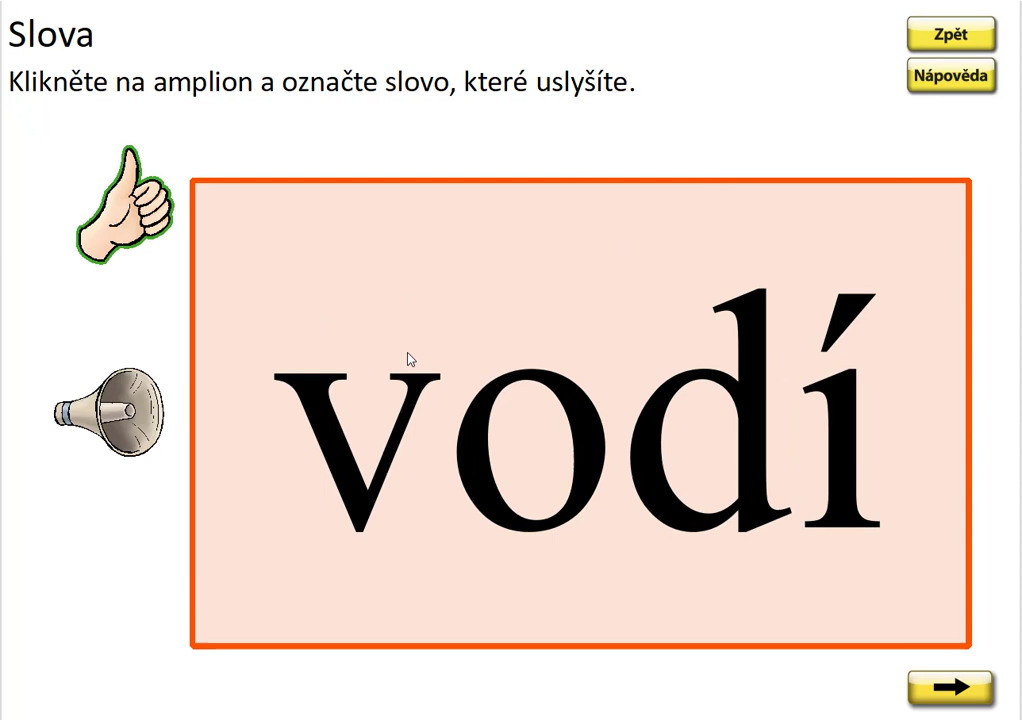 Slova
Zpět
Klikněte na amplion a označte slovo, které uslyšíte.
Nápověda
vodí